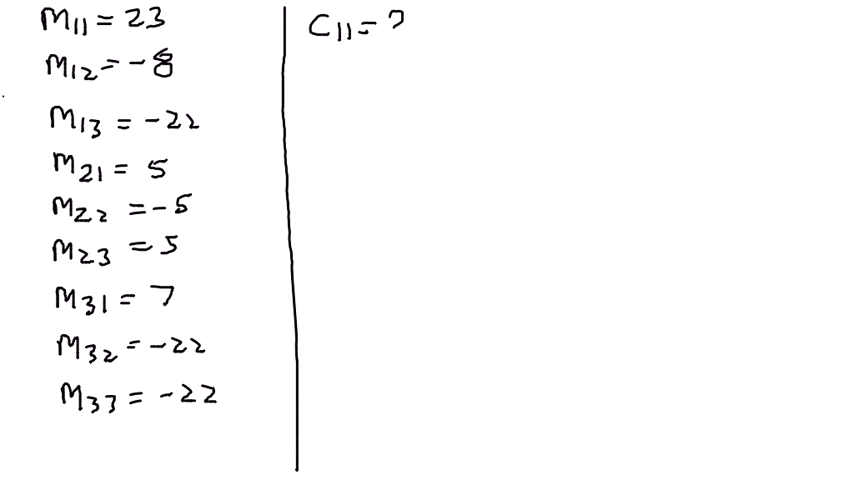 M11 = 23
M12 = -8
M13 = -22
M21 = 5
M22 = -5
M23 = 5
M31 = 7
M32 = -22
M33 = -22
C11 = ?